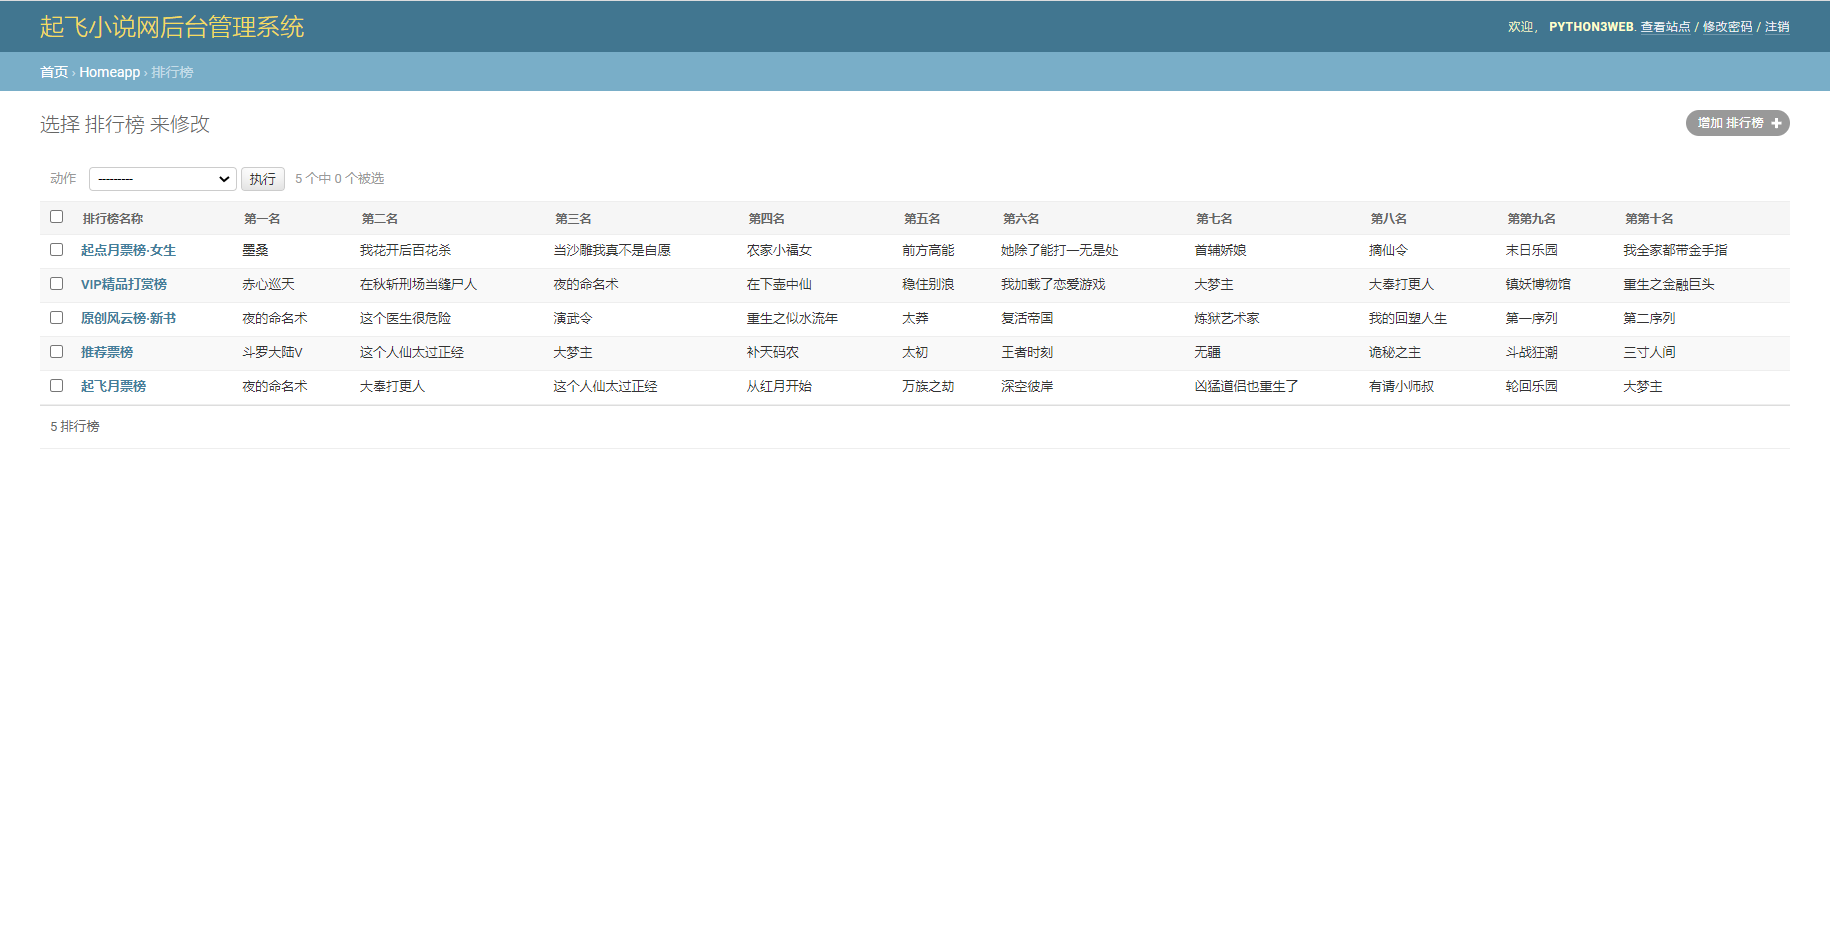 起飞小说网后台管理系统
欢迎， PYTHON3WEB. 查看站点 / 修改密码 / 注销
首页 › Homeapp › 排行榜
选择 排行榜 来修改
增加 排行榜 +
动作 --------- 执行 5 个中 0 个被选
排行榜名称 第一名 第二名 第三名 第四名 第五名 第六名 第七名 第八名 第第九名 第第十名
起点月票榜·女生 墨桑 我花开后百花杀 当沙雕我真不是自愿 农家小福女 前方高能 她除了能打一无是处 首辅娇娘 摘仙令 末日乐园 我全家都带金手指
VIP精品打赏榜 赤心巡天 在秋斩刑场当缝尸人 夜的命名术 在下壶中仙 稳住别浪 我加载了恋爱游戏 大梦主 大奉打更人 镇妖博物馆 重生之金融巨头
原创风云榜·新书 夜的命名术 这个医生很危险 演武令 重生之似水流年 太莽 复活帝国 炼狱艺术家 我的回塑人生 第一序列 第二序列
推荐票榜 斗罗大陆V 这个人仙太过正经 大梦主 补天码农 太初 王者时刻 无疆 诡秘之主 斗战狂潮 三寸人间
起飞月票榜 夜的命名术 大奉打更人 这个人仙太过正经 从红月开始 万族之劫 深空彼岸 凶猛道侣也重生了 有请小师叔 轮回乐园 大梦主
5 排行榜